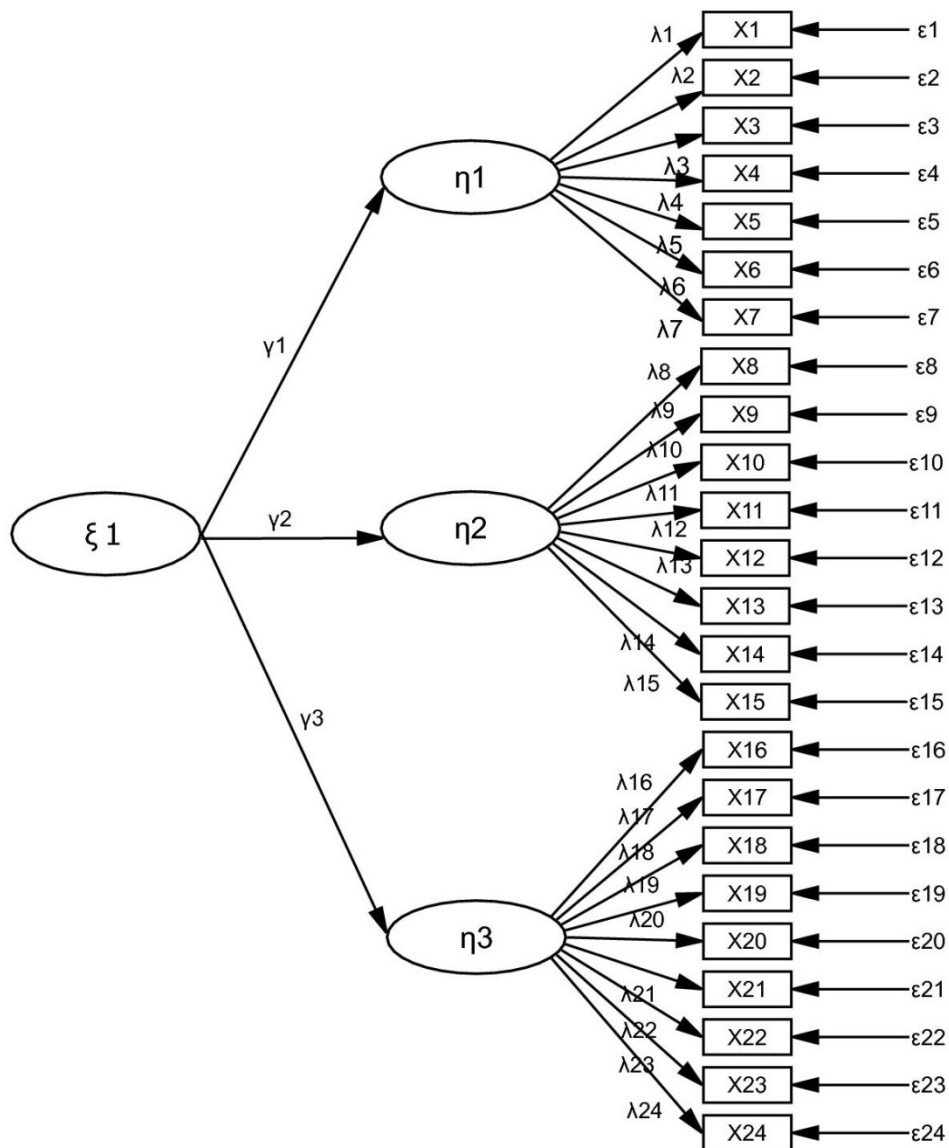 λ1 X1 ε1
λ2 X2 ε2
X3 ε3
η1 λ3 X4 ε4
λ4 X5 ε5
λ5 X6 ε6
λ6 X7 ε7
λ7
γ1
λ8 X8 ε8
λ9 X9 ε9
λ10 X10 ε10
λ11 X11 ε11
ξ 1 γ2 η2 λ12 X12 ε12
λ13 X13 ε13
λ14 X14 ε14
λ15 X15 ε15
γ3
λ16 X16 ε16
λ17 X17 ε17
λ18 X18 ε18
λ19 X19 ε19
η3 λ20 X20 ε20
λ21 X21 ε21
λ22 X22 ε22
λ23 X23 ε23
λ24 X24 ε24